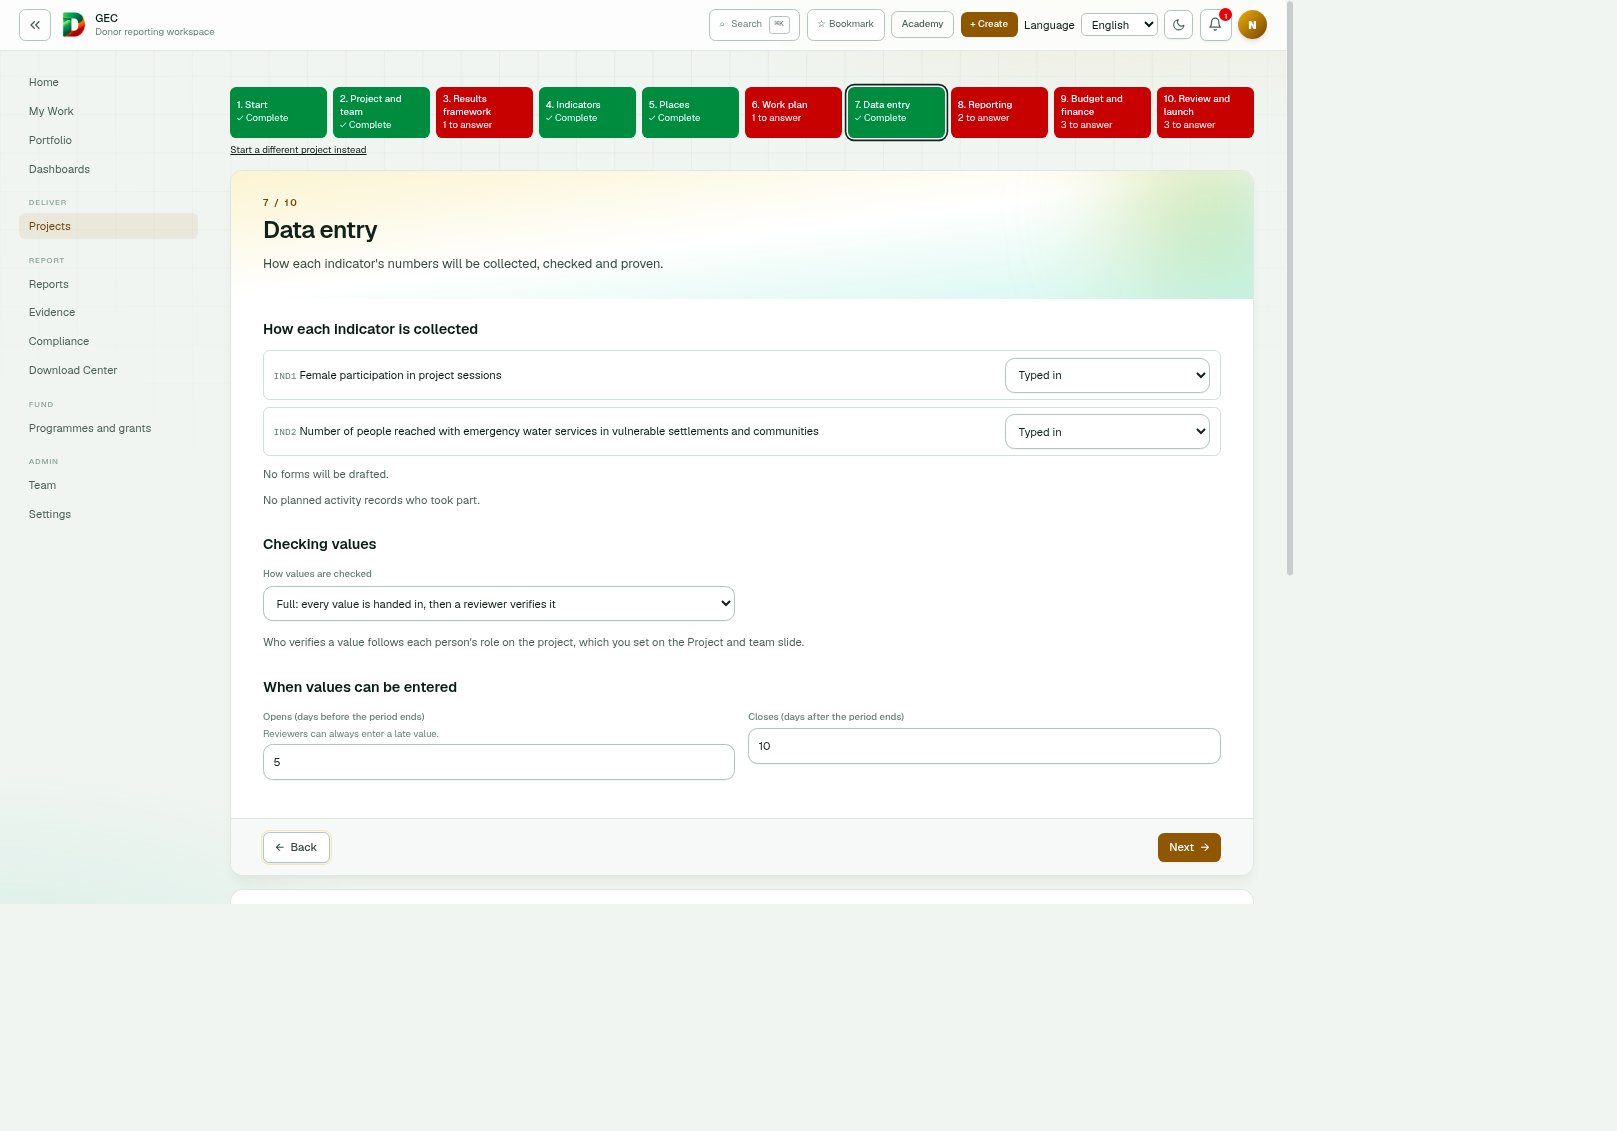 GEC
Donor reporting workspace
Search ⌘K
☆ Bookmark
Academy
+ Create
Language
English
1
N
Home
My Work
Portfolio
Dashboards
DELIVER
Projects
REPORT
Reports
Evidence
Compliance
Download Center
FUND
Programmes and grants
ADMIN
Team
Settings
1. Start
✓ Complete
2. Project and
team
✓ Complete
3. Results
framework
1 to answer
4. Indicators
✓ Complete
5. Places
✓ Complete
6. Work plan
1 to answer
7. Data entry
✓ Complete
8. Reporting
2 to answer
9. Budget and
finance
3 to answer
10. Review and
launch
3 to answer
Start a different project instead
7 / 10
Data entry
How each indicator's numbers will be collected, checked and proven.
How each indicator is collected
IND1 Female participation in project sessions
Typed in
IND2 Number of people reached with emergency water services in vulnerable settlements and communities
Typed in
No forms will be drafted.
No planned activity records who took part.
Checking values
How values are checked
Full: every value is handed in, then a reviewer verifies it
Who verifies a value follows each person's role on the project, which you set on the Project and team slide.
When values can be entered
Opens (days before the period ends)
Reviewers can always enter a late value.
5
Closes (days after the period ends)
10
← Back
Next →